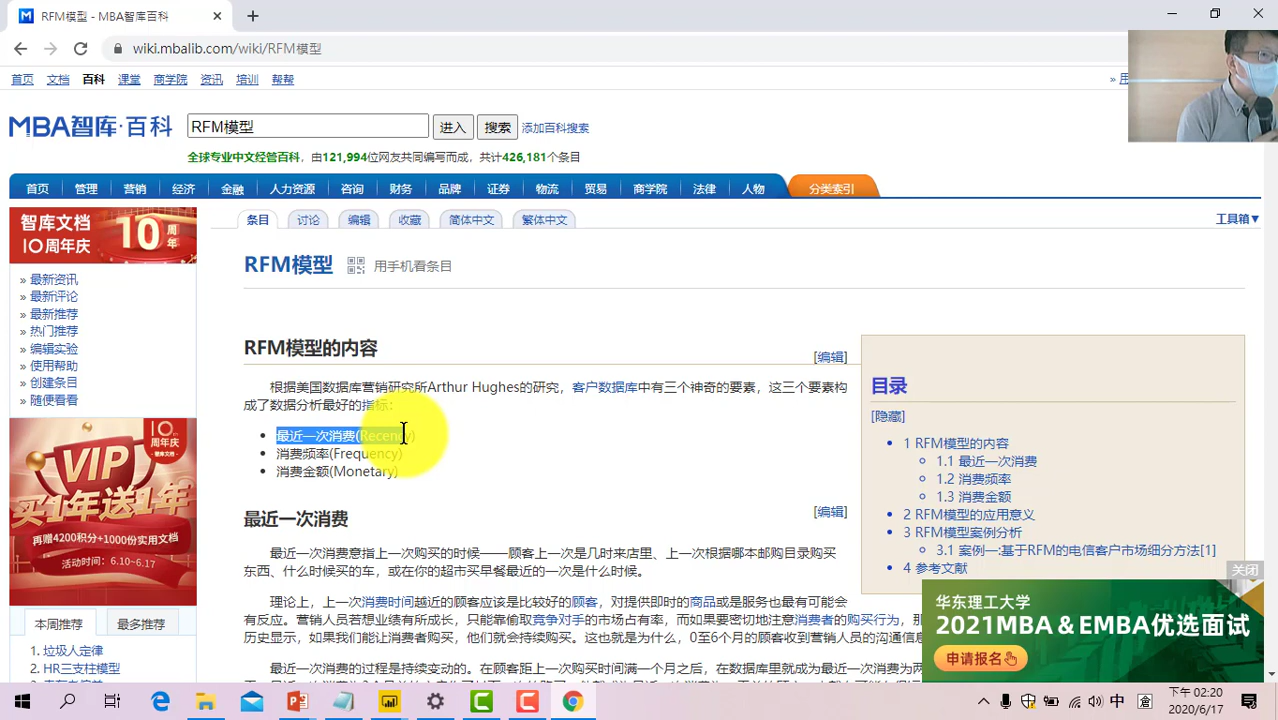 RFM模型 - MBA智库百科
wiki.mbalib.com/wiki/RFM模型
首页 文档 百科 课堂 商学院 资讯 培训 帮帮
MBA智库·百科 RFM模型 进入 搜索 添加百科搜索
全球专业中文经管百科，由121,994位网友共同编写而成，共计426,181个条目
首页 管理 营销 经济 金融 人力资源 咨询 财务 品牌 证券 物流 贸易 商学院 法律 人物 分类索引
智库文档
10周年庆
10周年
条目 讨论 编辑 收藏 简体中文 繁体中文 工具箱▼
» 最新资讯
» 最新评论
» 最新推荐
» 热门推荐
» 编辑实验
» 使用帮助
» 创建条目
» 随便看看
RFM模型 用手机看条目
RFM模型的内容 [编辑]
根据美国数据库营销研究所Arthur Hughes的研究，客户数据库中有三个神奇的要素，这三个要素构
成了数据分析最好的指标：
• 最近一次消费(Recency)
• 消费频率(Frequency)
• 消费金额(Monetary)
最近一次消费 [编辑]
最近一次消费意指上一次购买的时候——顾客上一次是几时来店里、上一次根据哪本邮购目录购买
东西、什么时候买的车，或在你的超市买早餐最近的一次是什么时候。
理论上，上一次消费时间越近的顾客应该是比较好的顾客，对提供即时的商品或是服务也最有可能会
有反应。营销人员若想业绩有所成长，只能靠偷取竞争对手的市场占有率，而如果要密切地注意消费者的购买行为，那
历史显示，如果我们能让消费者购买，他们就会持续购买。这也就是为什么，0至6个月的顾客收到营销人员的沟通信息
最近一次消费的过程是持续变动的。在顾客距上一次购买时间满一个月之后，在数据库里就成为最近一次消费为两
目录
[隐藏]
1 RFM模型的内容
1.1 最近一次消费
1.2 消费频率
1.3 消费金额
2 RFM模型的应用意义
3 RFM模型案例分析
3.1 案例一:基于RFM的电信客户市场细分方法[1]
4 参考文献
关闭
华东理工大学
2021MBA＆EMBA优选面试
申请报名
10周年庆
VIP
买1年送1年
再赠4200积分+1000份实用文档
活动时间：6.10-6.17
本周推荐 最多推荐
1. 垃圾人定律
2. HR三支柱模型
中 下午 02:20
2020/6/17